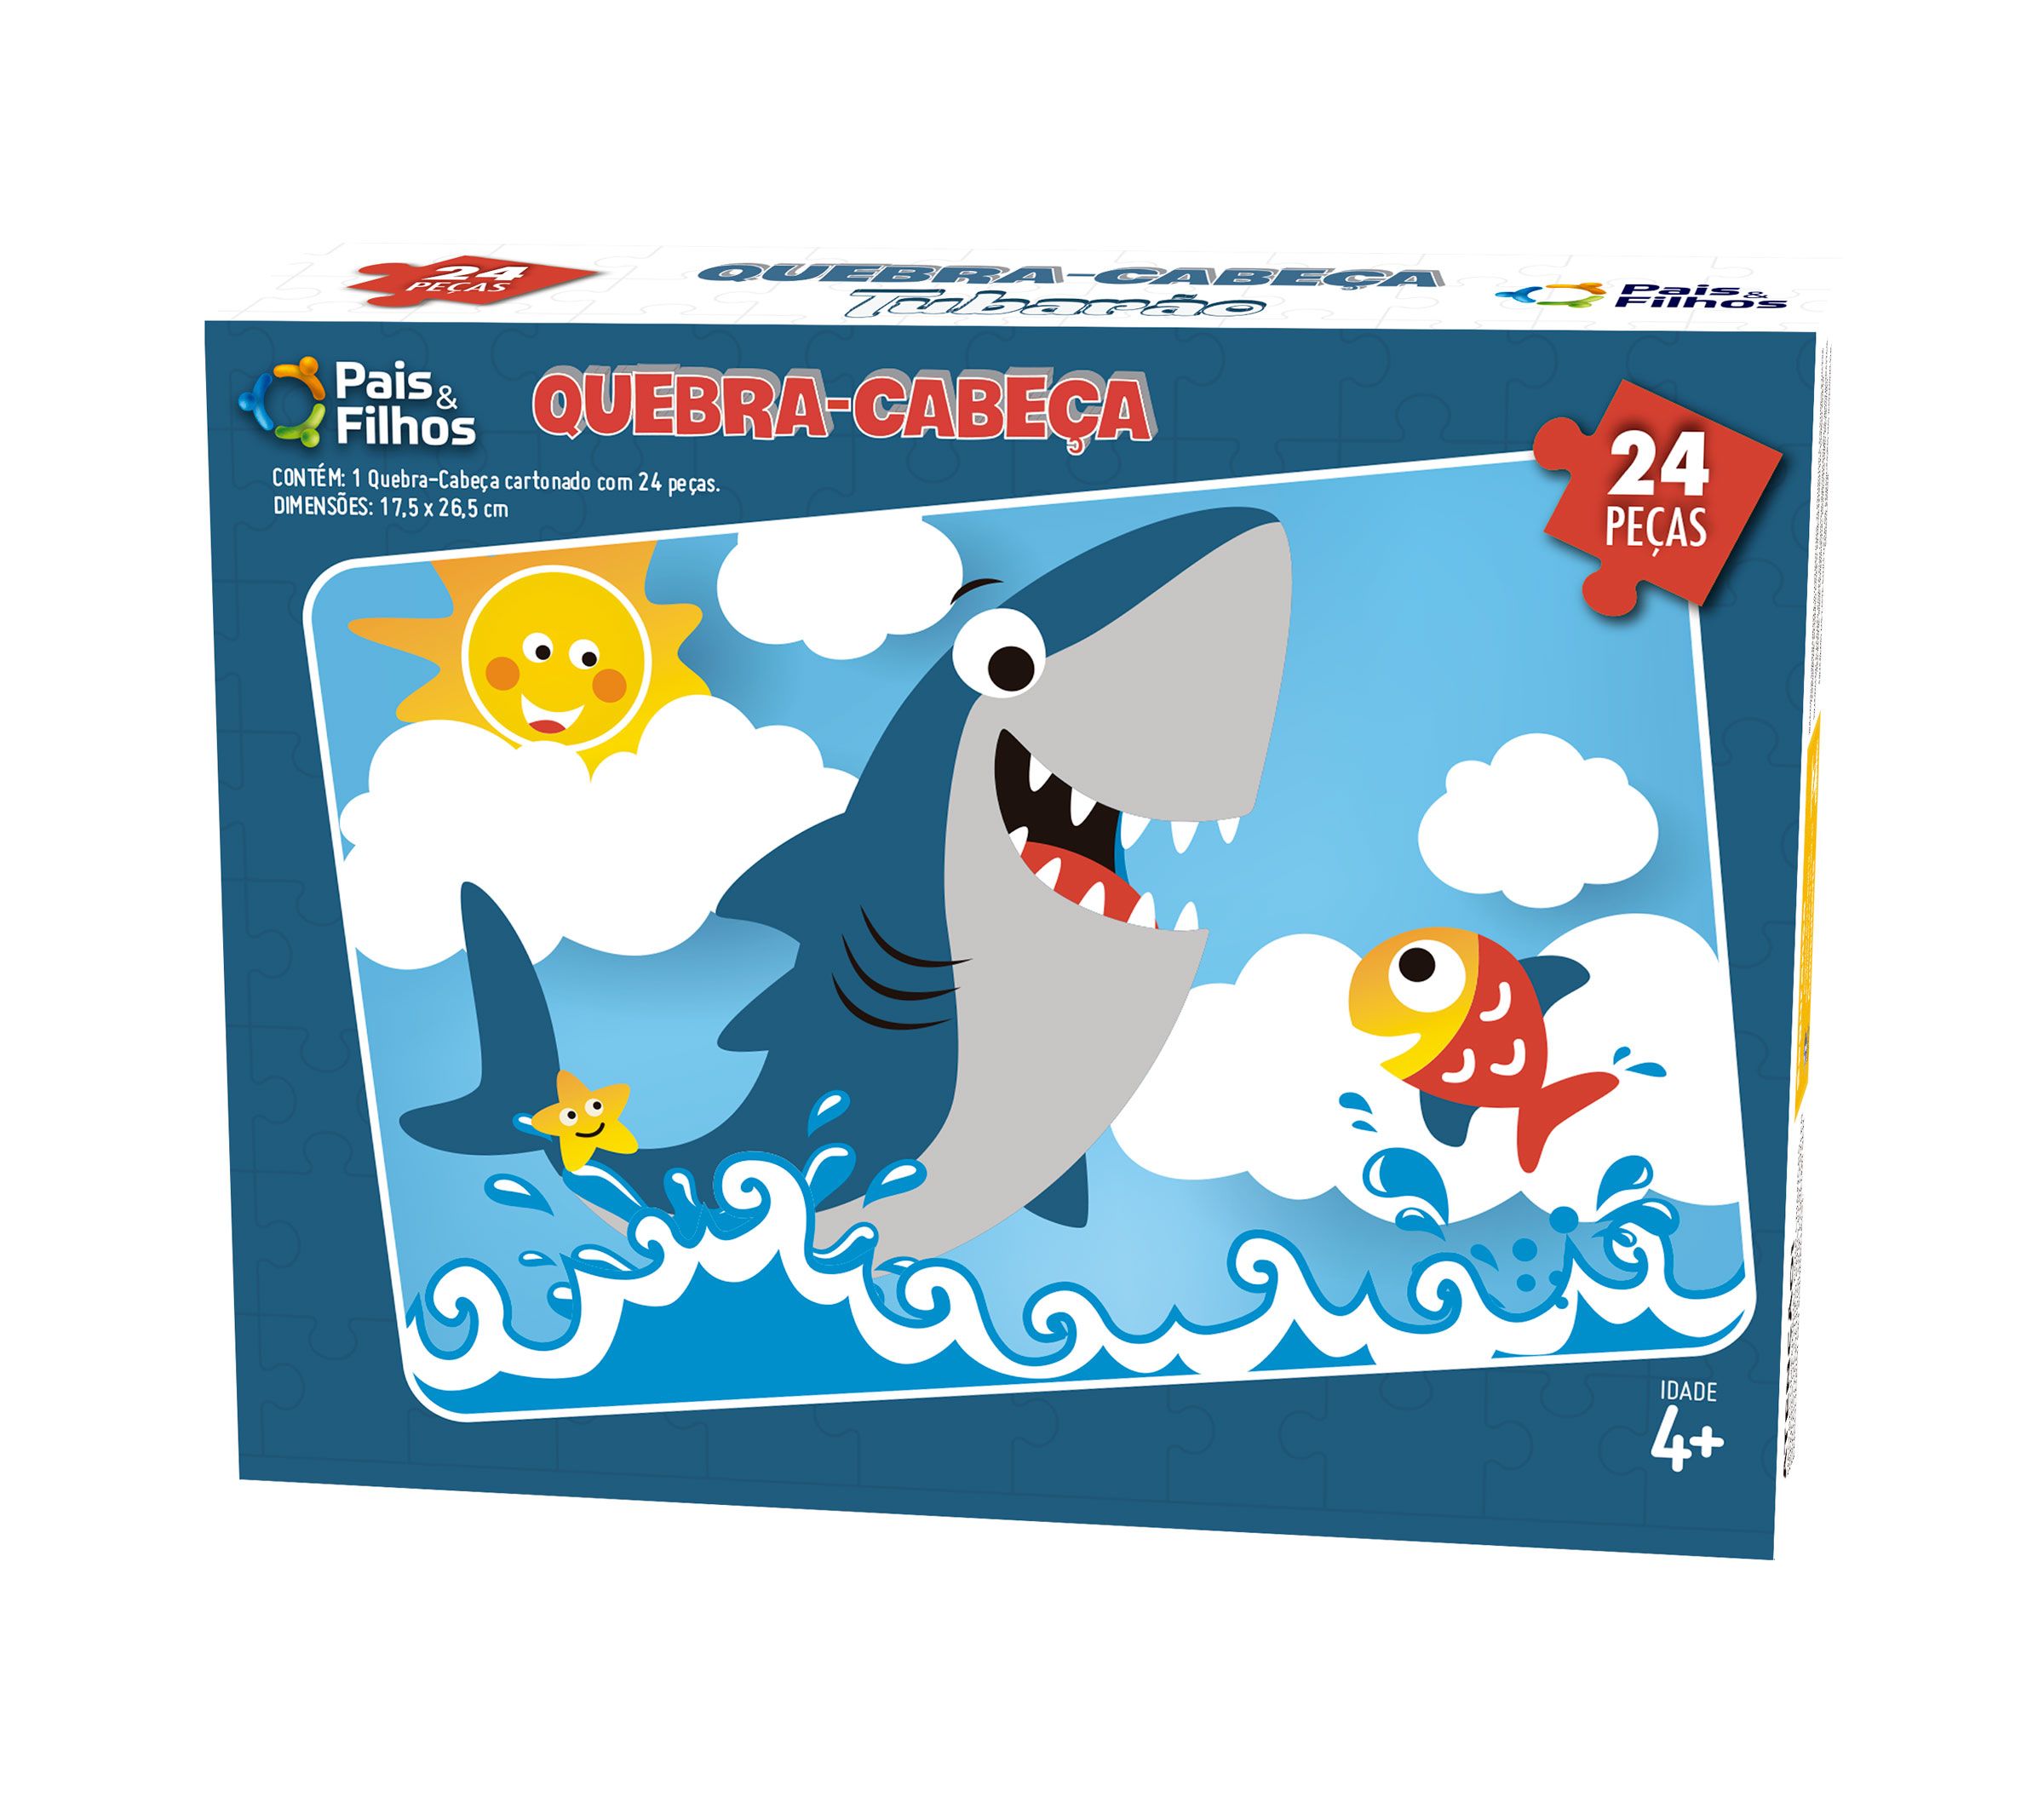 24
PEÇAS
QUEBRA-CABEÇA
Tubarão
Pais &
Filhos
Pais &
Filhos
QUEBRA-CABEÇA
CONTÉM: 1 Quebra-Cabeça cartonado com 24 peças.
DIMENSÕES: 17,5 x 26,5 cm
24
PEÇAS
IDADE
4+